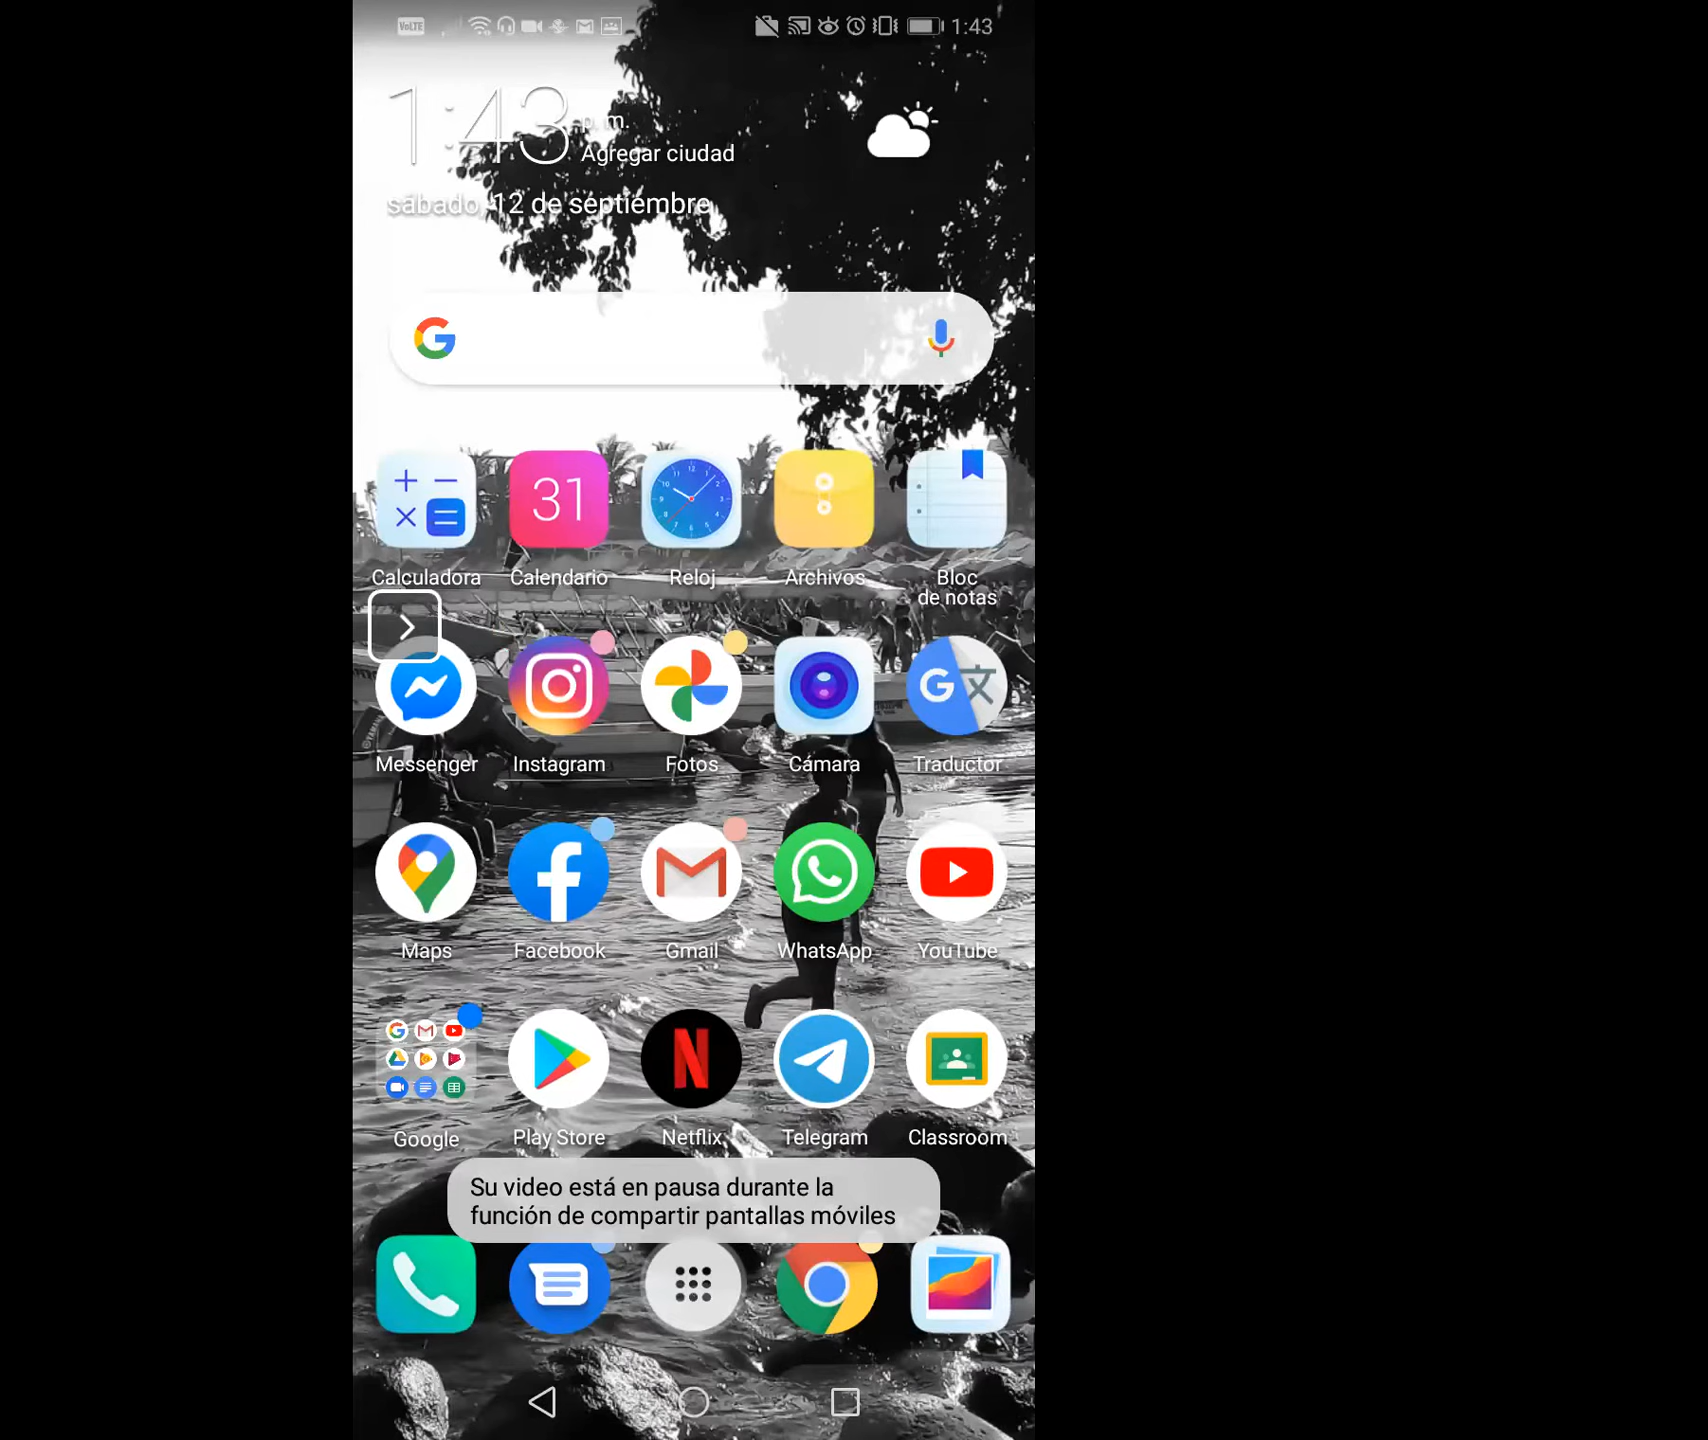 VoLTE 1:43
1:43 p. m.
Agregar ciudad
sábado, 12 de septiembre
31
Calculadora Calendario Reloj Archivos Bloc
de notas
Messenger Instagram Fotos Cámara Traductor
Maps Facebook Gmail WhatsApp YouTube
Google Play Store Netflix Telegram Classroom
Su video está en pausa durante la
función de compartir pantallas móviles